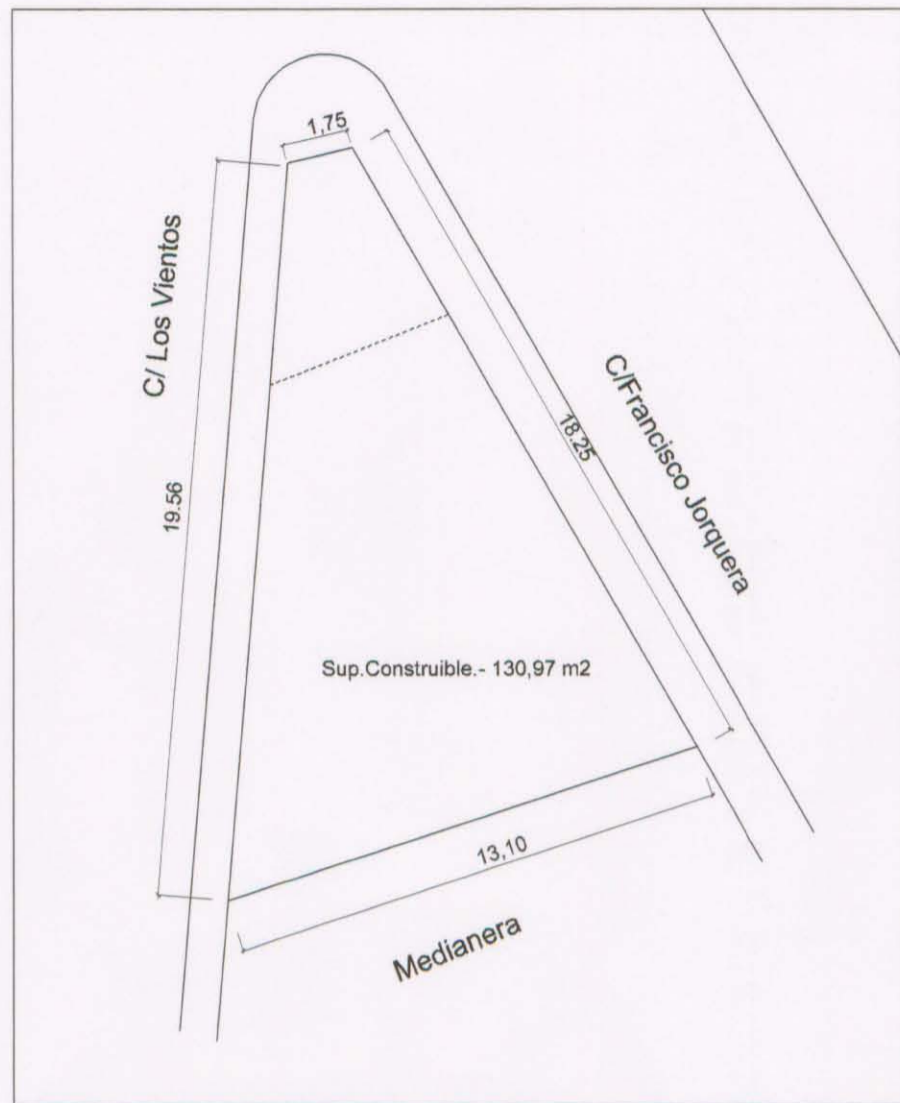 1,75
C/ Los Vientos
C/Francisco Jorquera
18.25
19.56
Sup.Construible.- 130,97 m2
13,10
Medianera